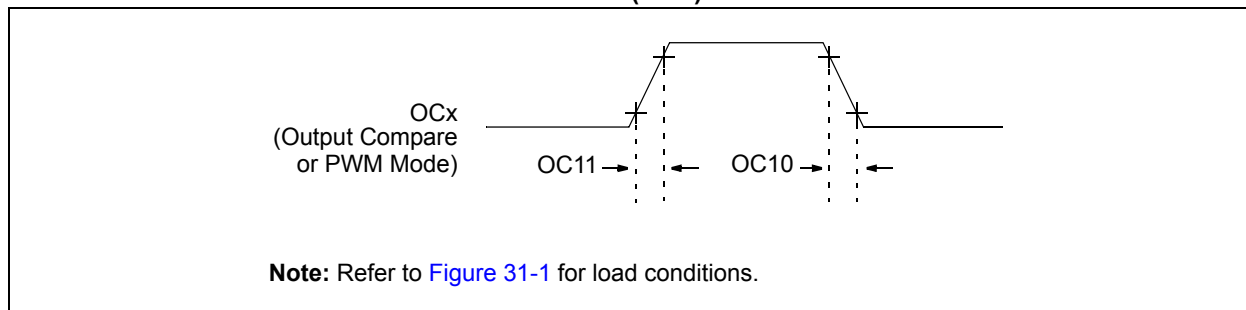 OCx
(Output Compare
or PWM Mode)
OC11
OC10
Note: Refer to Figure 31-1 for load conditions.